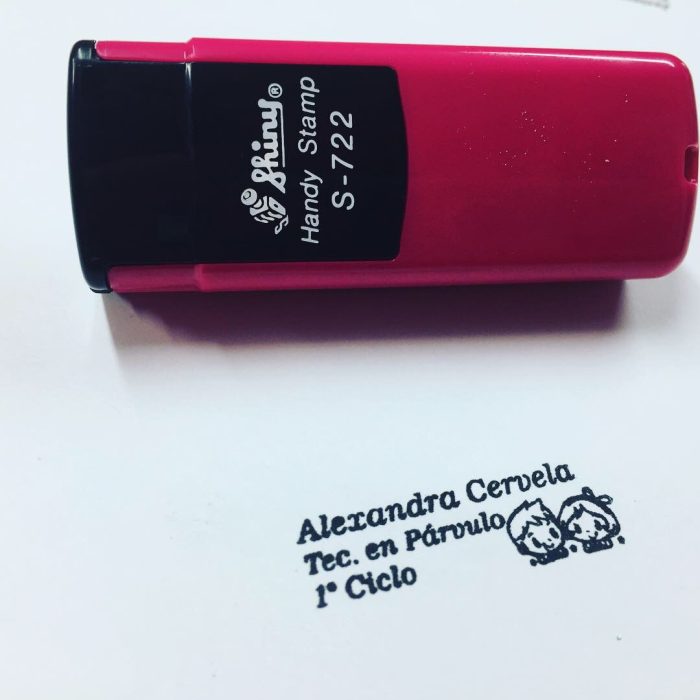 Shiny®
Handy Stamp
S-722
Alexandra Cervela
Tec. en Párvulo
1° Ciclo